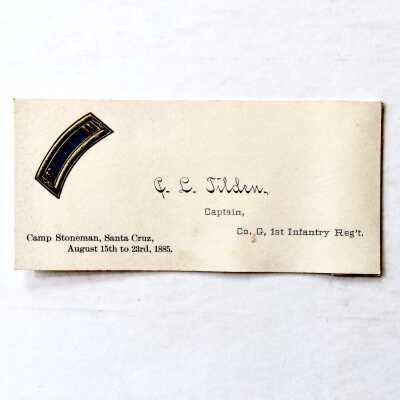 C. L. Tilden,
Captain,
Co. G, 1st Infantry Reg't.
Camp Stoneman, Santa Cruz,
August 15th to 23rd, 1885.